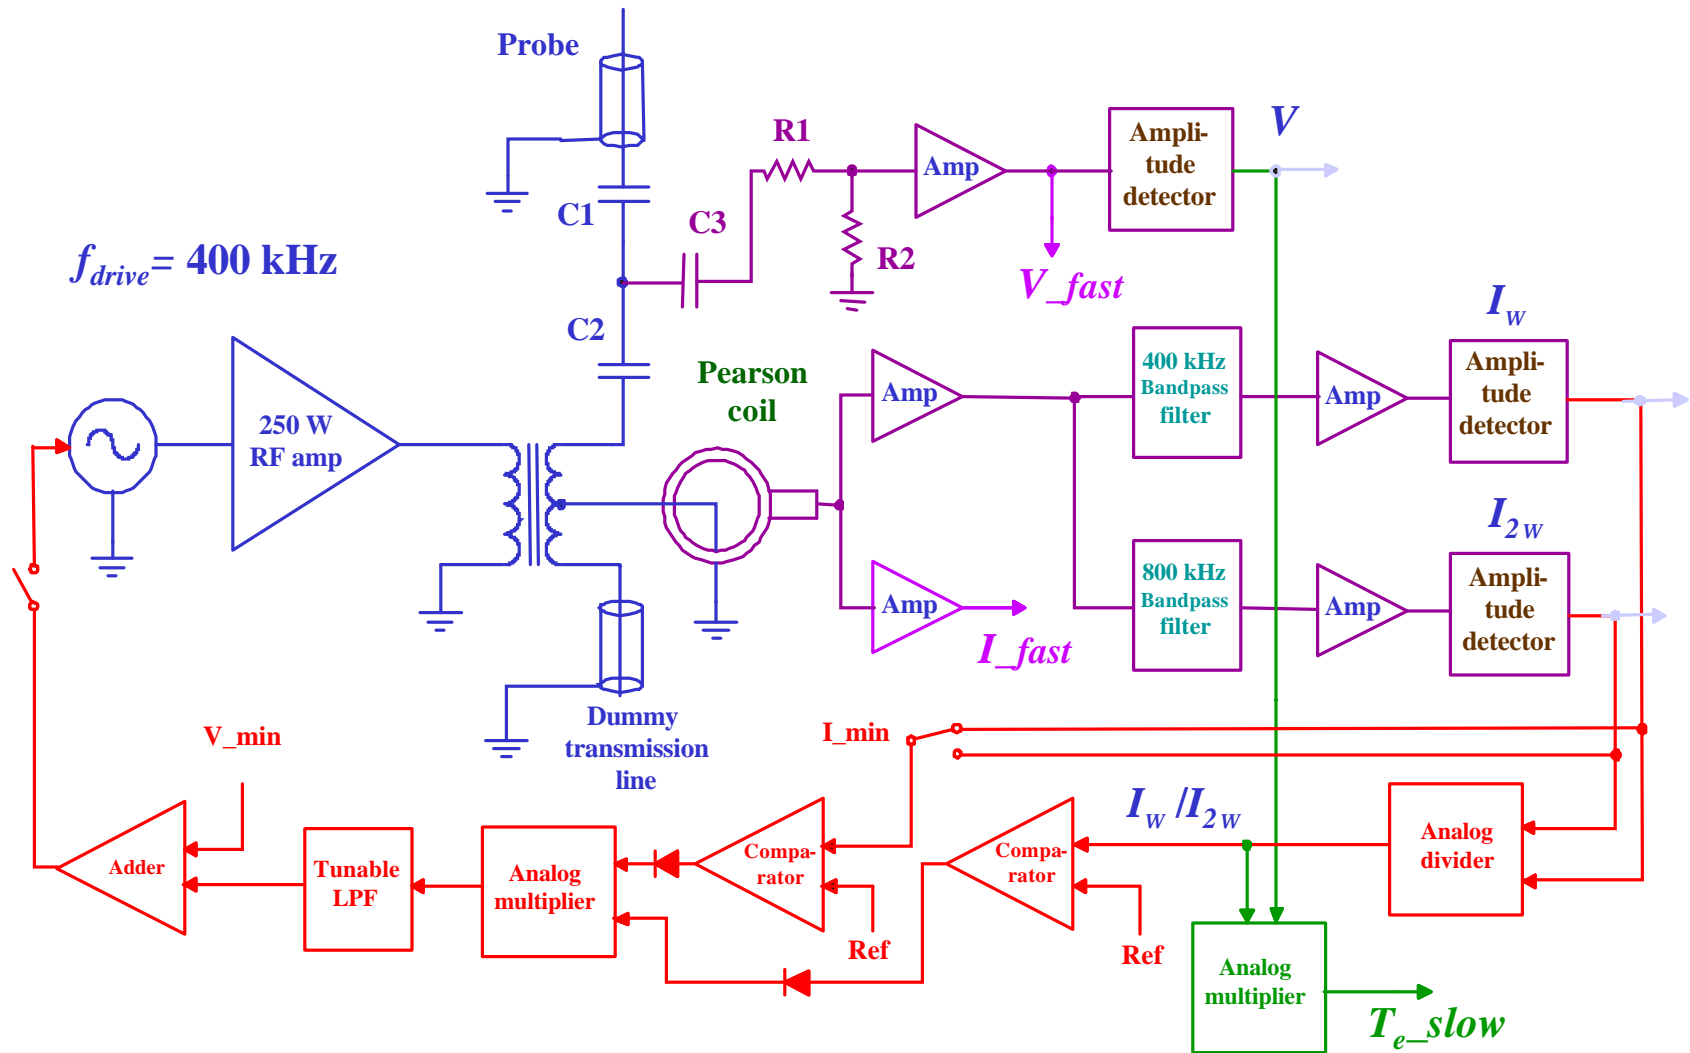 Probe
R1
Ampli-
tude
detector
V
Amp
C1
C3
R2
f_drive= 400 kHz
V_fast
C2
I_W
Pearson
coil
400 kHz
Bandpass
filter
Amp
Amp
Ampli-
tude
detector
250 W
RF amp
I_2W
800 kHz
Bandpass
filter
Amp
Amp
Ampli-
tude
detector
I_fast
Dummy
transmission
line
V_min
I_min
I_W /I_2W
Analog
divider
Adder
Tunable
LPF
Analog
multiplier
Compa-
rator
Compa-
rator
Ref
Ref
Analog
multiplier
T_e_slow